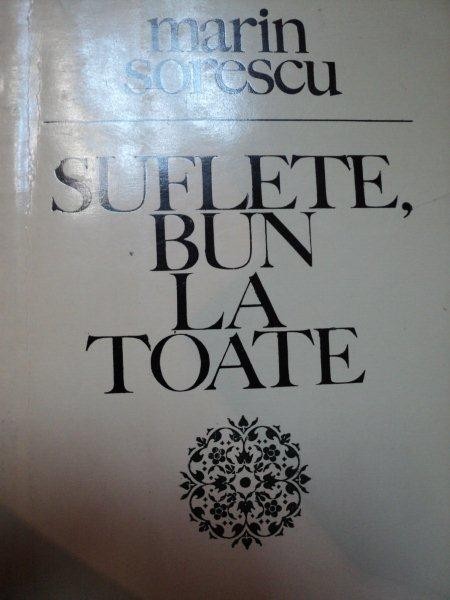 marin
sorescu
SUFLETE,
BUN
LA
TOATE